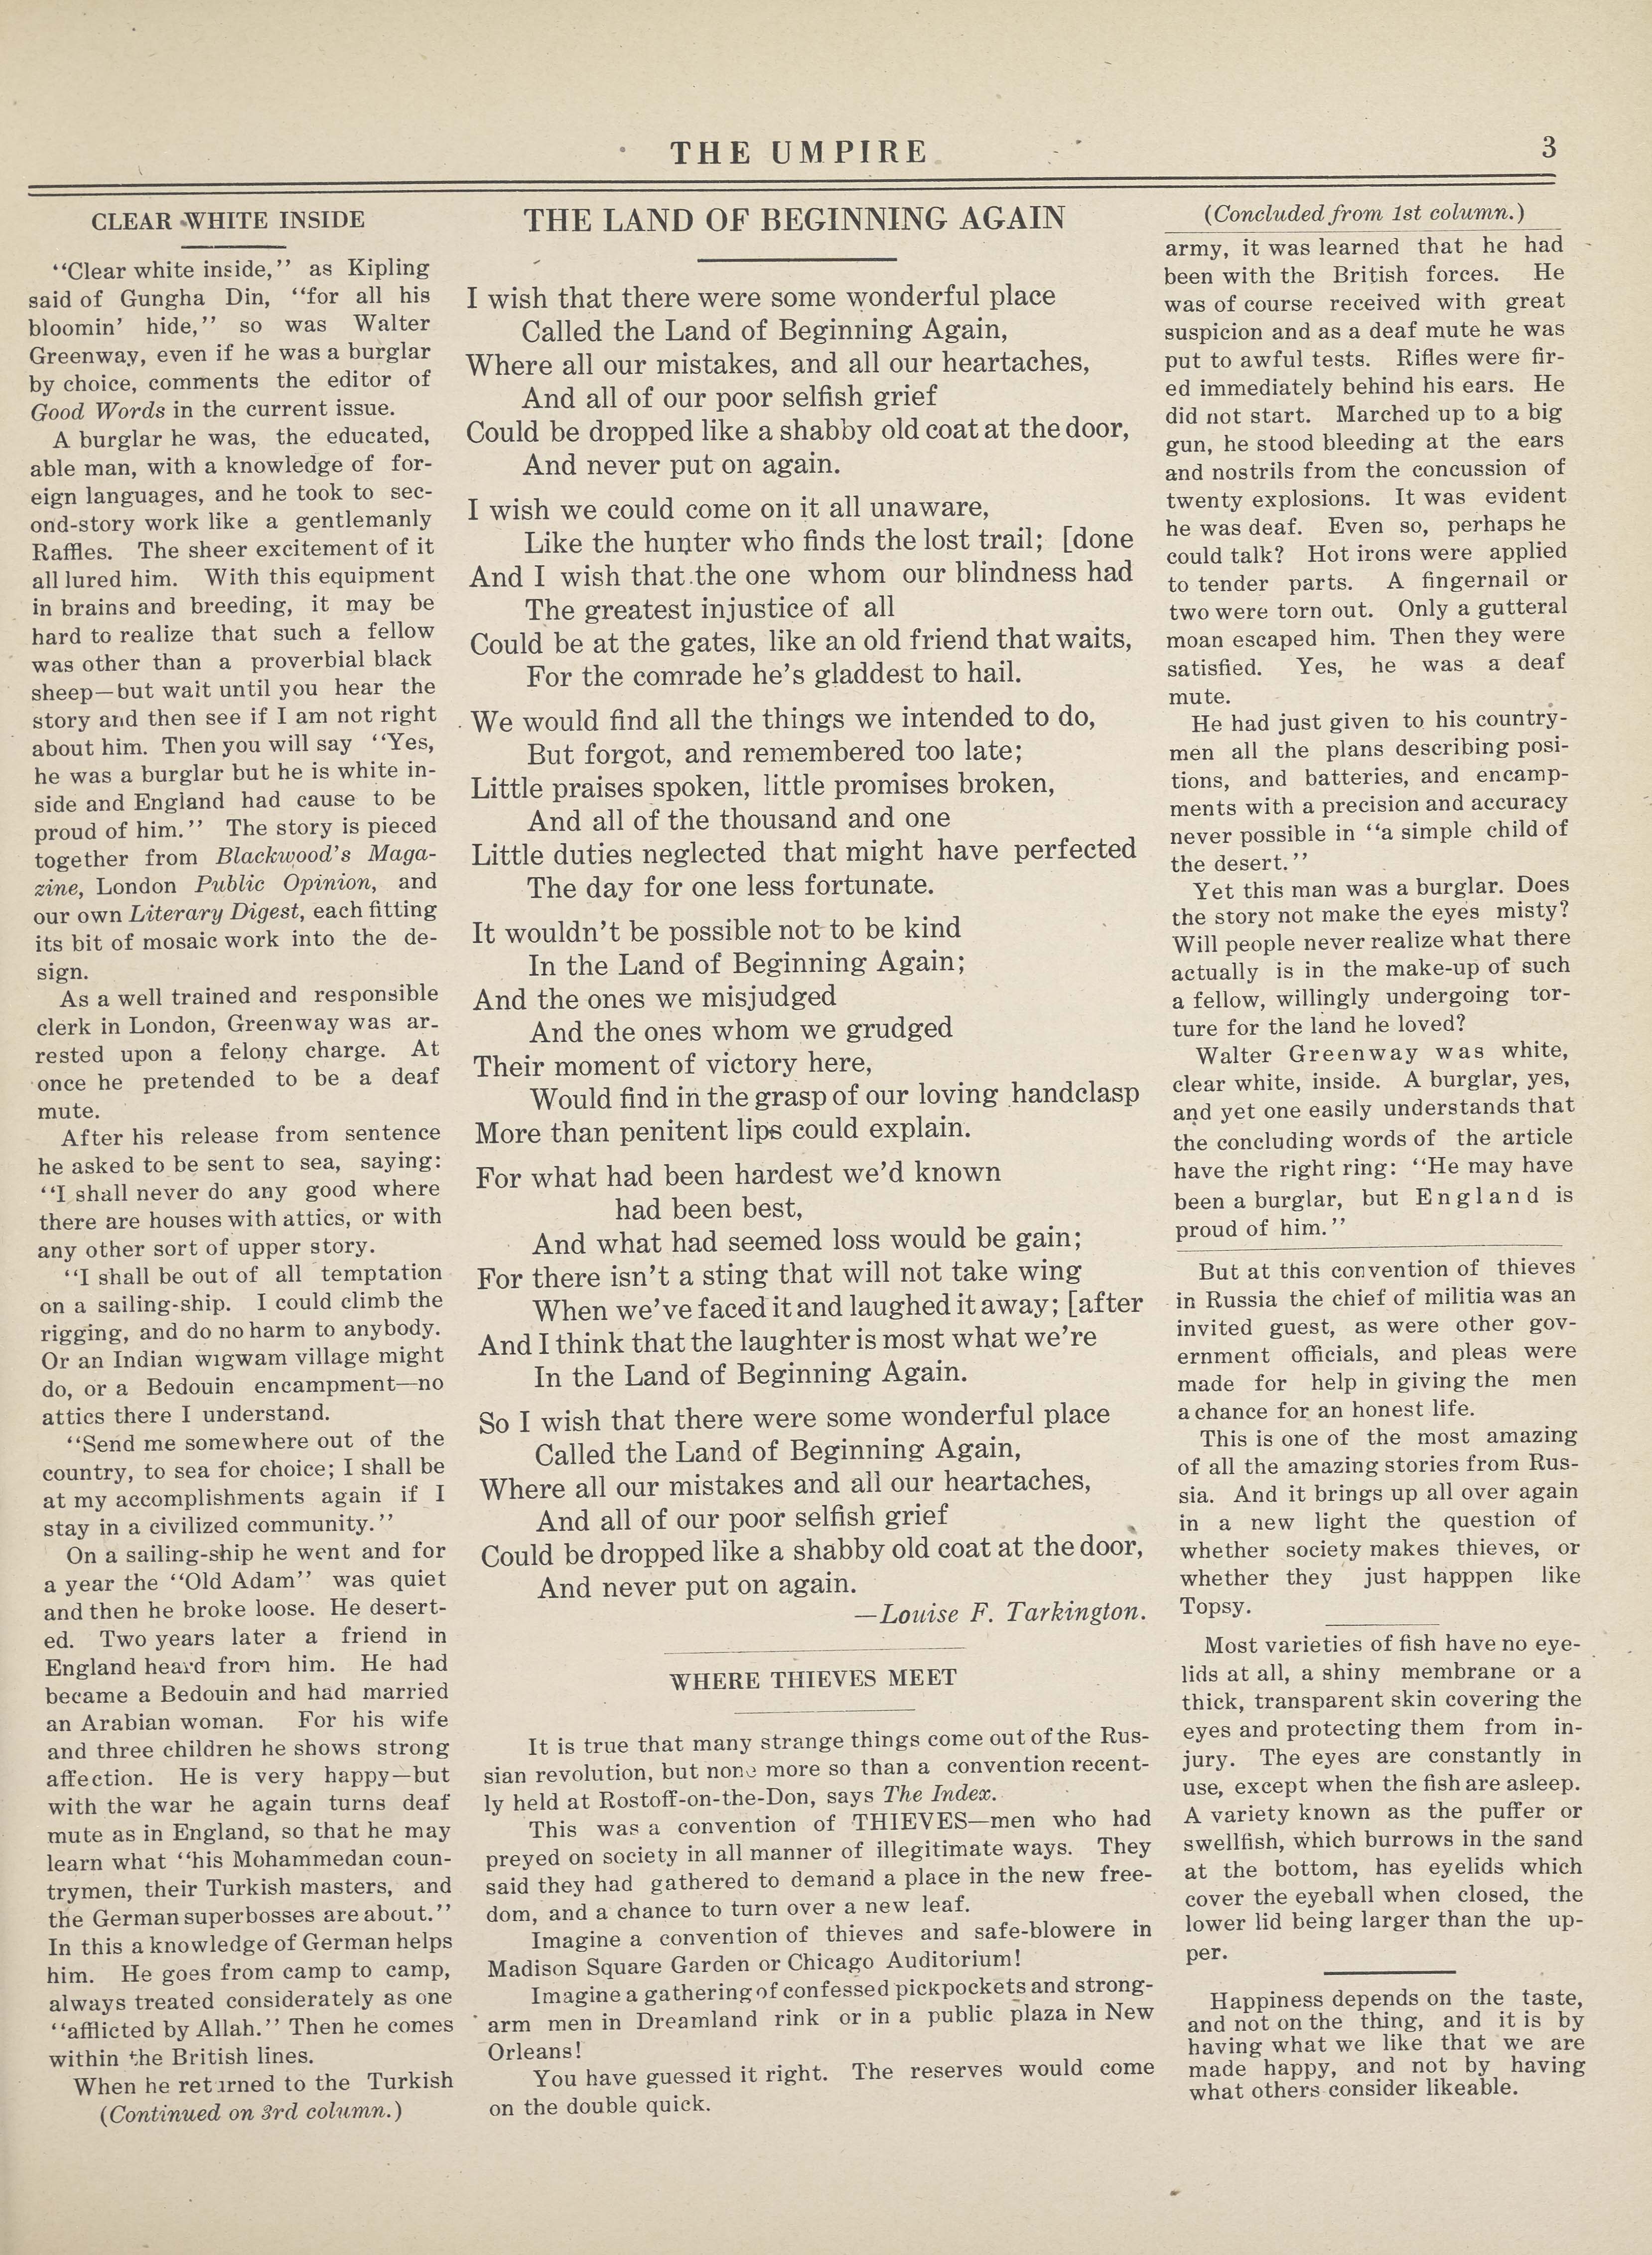 THE UMPIRE
3
CLEAR WHITE INSIDE
"Clear white inside," as Kipling
said of Gungha Din, "for all his
bloomin' hide," so was Walter
Greenway, even if he was a burglar
by choice, comments the editor of
Good Words in the current issue.
A burglar he was, the educated,
able man, with a knowledge of for-
eign languages, and he took to sec-
ond-story work like a gentlemanly
Raffles. The sheer excitement of it
all lured him. With this equipment
in brains and breeding, it may be
hard to realize that such a fellow
was other than a proverbial black
sheep—but wait until you hear the
story and then see if I am not right
about him. Then you will say "Yes,
he was a burglar but he is white in-
side and England had cause to be
proud of him." The story is pieced
together from Blackwood's Maga-
zine, London Public Opinion, and
our own Literary Digest, each fitting
its bit of mosaic work into the de-
sign.
As a well trained and responsible
clerk in London, Greenway was ar-
rested upon a felony charge. At
once he pretended to be a deaf
mute.
After his release from sentence
he asked to be sent to sea, saying:
"I shall never do any good where
there are houses with attics, or with
any other sort of upper story.
"I shall be out of all temptation
on a sailing-ship. I could climb the
rigging, and do no harm to anybody.
Or an Indian wigwam village might
do, or a Bedouin encampment—no
attics there I understand.
"Send me somewhere out of the
country, to sea for choice; I shall be
at my accomplishments again if I
stay in a civilized community."
On a sailing-ship he went and for
a year the "Old Adam" was quiet
and then he broke loose. He desert-
ed. Two years later a friend in
England heard from him. He had
became a Bedouin and had married
an Arabian woman. For his wife
and three children he shows strong
affection. He is very happy—but
with the war he again turns deaf
mute as in England, so that he may
learn what "his Mohammedan coun-
trymen, their Turkish masters, and
the German superbosses are about."
In this a knowledge of German helps
him. He goes from camp to camp,
always treated considerately as one
"afflicted by Allah." Then he comes
within the British lines.
When he returned to the Turkish
(Continued on 3rd column.)
THE LAND OF BEGINNING AGAIN
I wish that there were some wonderful place
Called the Land of Beginning Again,
Where all our mistakes, and all our heartaches,
And all of our poor selfish grief
Could be dropped like a shabby old coat at the door,
And never put on again.
I wish we could come on it all unaware,
Like the hunter who finds the lost trail; [done
And I wish that the one whom our blindness had
The greatest injustice of all
Could be at the gates, like an old friend that waits,
For the comrade he's gladdest to hail.
We would find all the things we intended to do,
But forgot, and remembered too late;
Little praises spoken, little promises broken,
And all of the thousand and one
Little duties neglected that might have perfected
The day for one less fortunate.
It wouldn't be possible not to be kind
In the Land of Beginning Again;
And the ones we misjudged
And the ones whom we grudged
Their moment of victory here,
Would find in the grasp of our loving handclasp
More than penitent lips could explain.
For what had been hardest we'd known
had been best,
And what had seemed loss would be gain;
For there isn't a sting that will not take wing
When we've faced it and laughed it away; [after
And I think that the laughter is most what we're
In the Land of Beginning Again.
So I wish that there were some wonderful place
Called the Land of Beginning Again,
Where all our mistakes and all our heartaches,
And all of our poor selfish grief
Could be dropped like a shabby old coat at the door,
And never put on again.
—Louise F. Tarkington.
WHERE THIEVES MEET
It is true that many strange things come out of the Rus-
sian revolution, but none more so than a convention recent-
ly held at Rostoff-on-the-Don, says The Index.
This was a convention of THIEVES—men who had
preyed on society in all manner of illegitimate ways. They
said they had gathered to demand a place in the new free-
dom, and a chance to turn over a new leaf.
Imagine a convention of thieves and safe-blowere in
Madison Square Garden or Chicago Auditorium!
Imagine a gathering of confessed pickpockets and strong-
arm men in Dreamland rink or in a public plaza in New
Orleans!
You have guessed it right. The reserves would come
on the double quick.
(Concluded from 1st column.)
army, it was learned that he had
been with the British forces. He
was of course received with great
suspicion and as a deaf mute he was
put to awful tests. Rifles were fir-
ed immediately behind his ears. He
did not start. Marched up to a big
gun, he stood bleeding at the ears
and nostrils from the concussion of
twenty explosions. It was evident
he was deaf. Even so, perhaps he
could talk? Hot irons were applied
to tender parts. A fingernail or
two were torn out. Only a gutteral
moan escaped him. Then they were
satisfied. Yes, he was a deaf
mute.
He had just given to his country-
men all the plans describing posi-
tions, and batteries, and encamp-
ments with a precision and accuracy
never possible in "a simple child of
the desert."
Yet this man was a burglar. Does
the story not make the eyes misty?
Will people never realize what there
actually is in the make-up of such
a fellow, willingly undergoing tor-
ture for the land he loved?
Walter Greenway was white,
clear white, inside. A burglar, yes,
and yet one easily understands that
the concluding words of the article
have the right ring: "He may have
been a burglar, but England is
proud of him."
But at this convention of thieves
in Russia the chief of militia was an
invited guest, as were other gov-
ernment officials, and pleas were
made for help in giving the men
a chance for an honest life.
This is one of the most amazing
of all the amazing stories from Rus-
sia. And it brings up all over again
in a new light the question of
whether society makes thieves, or
whether they just happpen like
Topsy.
Most varieties of fish have no eye-
lids at all, a shiny membrane or a
thick, transparent skin covering the
eyes and protecting them from in-
jury. The eyes are constantly in
use, except when the fish are asleep.
A variety known as the puffer or
swellfish, which burrows in the sand
at the bottom, has eyelids which
cover the eyeball when closed, the
lower lid being larger than the up-
per.
Happiness depends on the taste,
and not on the thing, and it is by
having what we like that we are
made happy, and not by having
what others consider likeable.